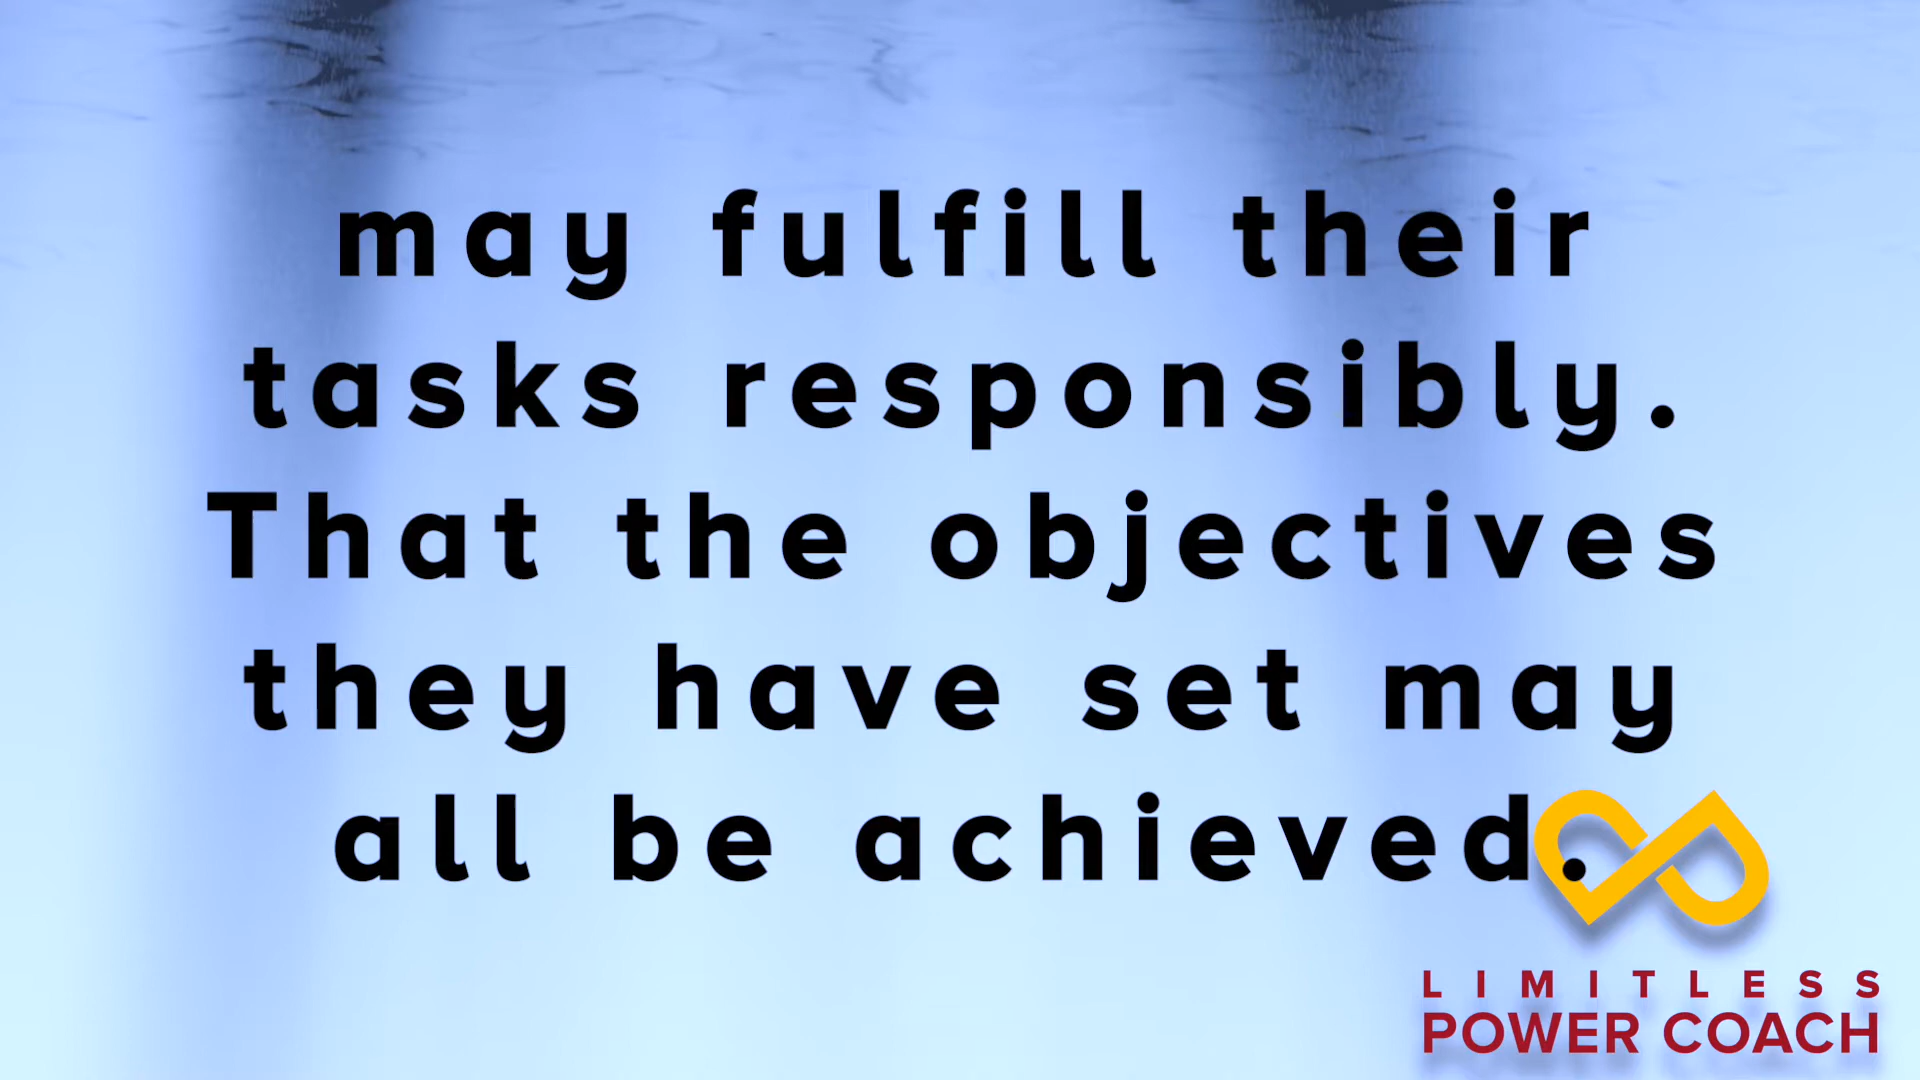 may fulfill their
tasks responsibly.
That the objectives
they have set may
all be achieved.
LIMITLESS
POWER COACH